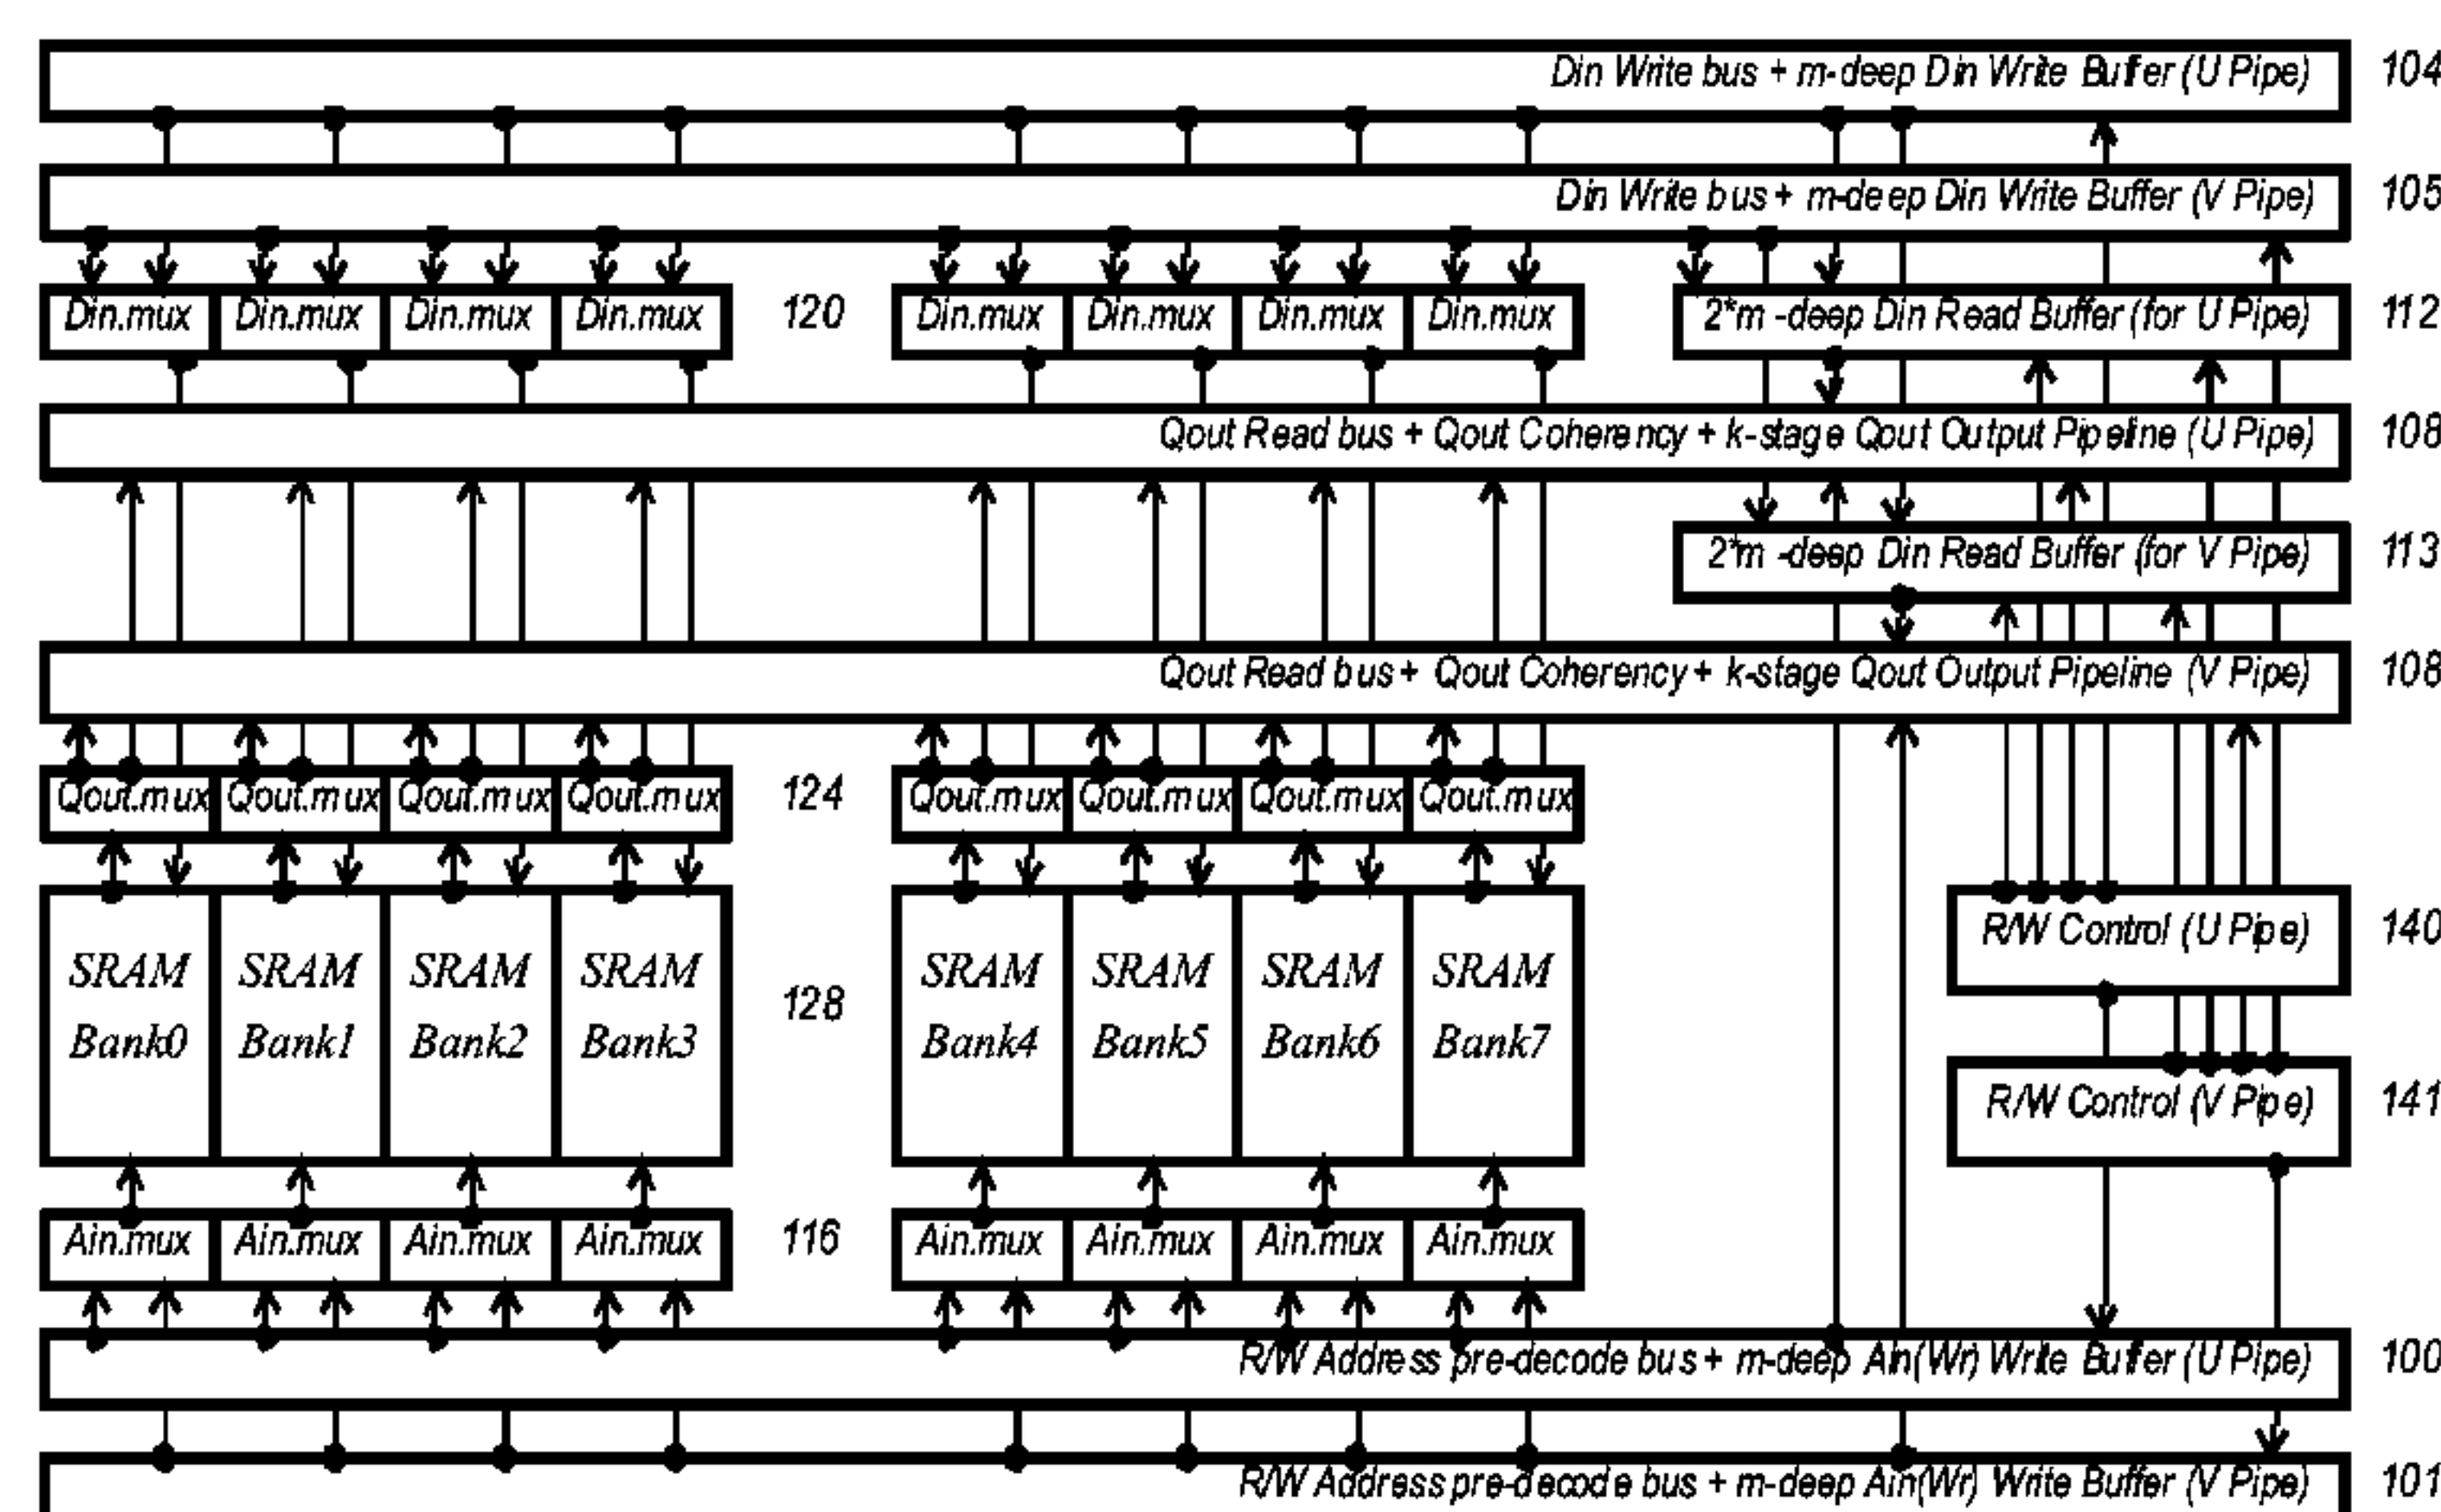 Din Write bus + m-deep Din Write Buffer (U Pipe) 104
Din Write bus + m-deep Din Write Buffer (V Pipe) 105
Din.mux Din.mux Din.mux Din.mux 120 Din.mux Din.mux Din.mux Din.mux 2*m -deep Din Read Buffer (for U Pipe) 112
Qout Read bus + Qout Coherency + k-stage Qout Output Pipeline (U Pipe) 108
2*m -deep Din Read Buffer (for V Pipe) 113
Qout Read bus + Qout Coherency + k-stage Qout Output Pipeline (V Pipe) 108
Qout.mux Qout.mux Qout.mux Qout.mux 124 Qout.mux Qout.mux Qout.mux Qout.mux
R/W Control (U Pipe) 140
SRAM SRAM SRAM SRAM 128 SRAM SRAM SRAM SRAM
Bank0 Bank1 Bank2 Bank3 Bank4 Bank5 Bank6 Bank7
R/W Control (V Pipe) 141
Ain.mux Ain.mux Ain.mux Ain.mux 116 Ain.mux Ain.mux Ain.mux Ain.mux
R/W Address pre-decode bus + m-deep Ain(Wr) Write Buffer (U Pipe) 100
R/W Address pre-decode bus + m-deep Ain(Wr) Write Buffer (V Pipe) 101